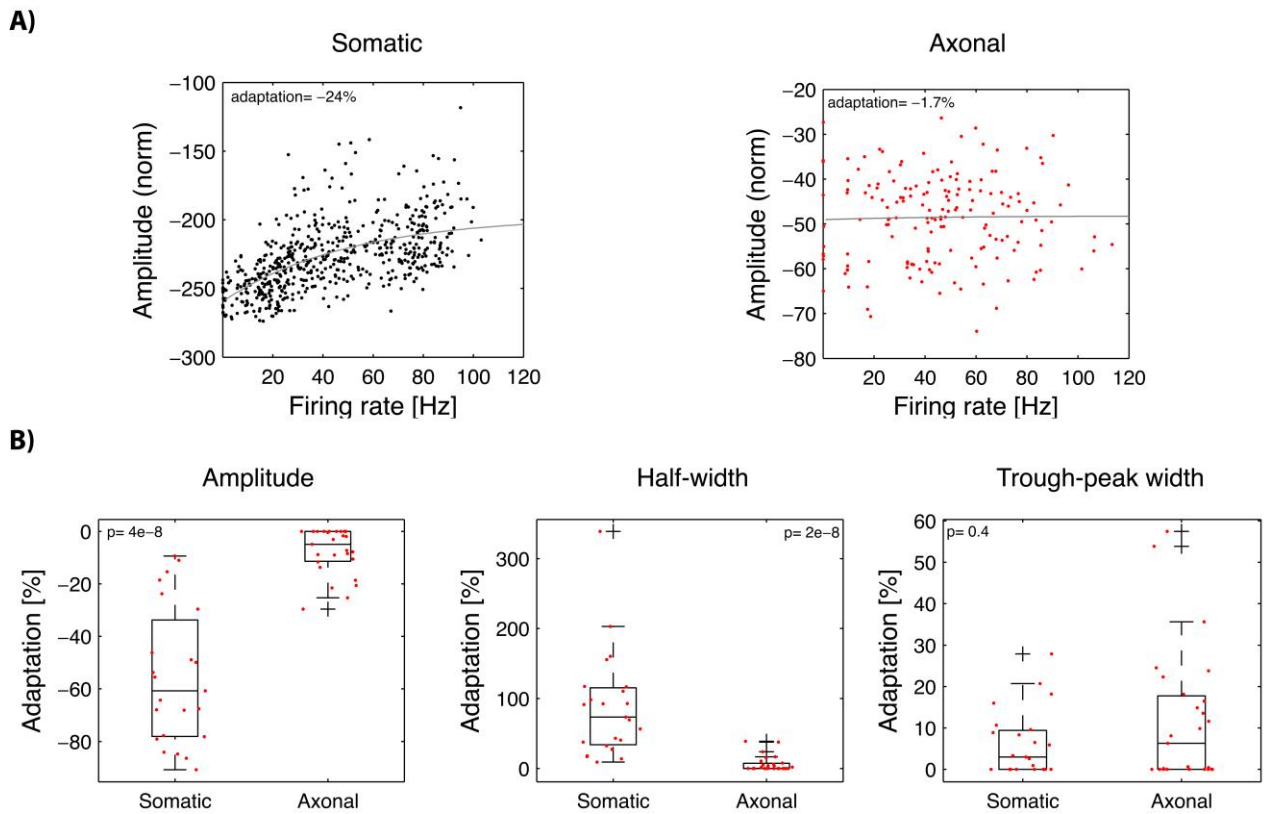 A)
Somatic
Axonal
adaptation= −24%
adaptation= −1.7%
Amplitude (norm)
−100
−150
−200
−250
−300
20 40 60 80 100 120
Firing rate [Hz]
Amplitude (norm)
−20
−30
−40
−50
−60
−70
−80
20 40 60 80 100 120
Firing rate [Hz]
B)
Amplitude
Half-width
Trough-peak width
p= 4e−8
p= 2e−8
p= 0.4
Adaptation [%]
0
−20
−40
−60
−80
Somatic Axonal
Adaptation [%]
300
200
100
0
Somatic Axonal
Adaptation [%]
60
50
40
30
20
10
0
Somatic Axonal